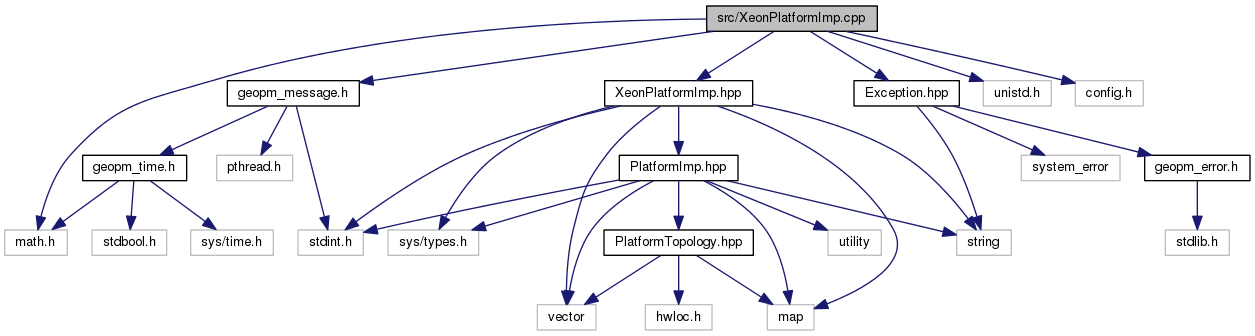 src/XeonPlatformImp.cpp
geopm_message.h
XeonPlatformImp.hpp
Exception.hpp
unistd.h
config.h
geopm_time.h
pthread.h
PlatformImp.hpp
system_error
geopm_error.h
math.h
stdbool.h
sys/time.h
stdint.h
sys/types.h
PlatformTopology.hpp
utility
string
stdlib.h
vector
hwloc.h
map